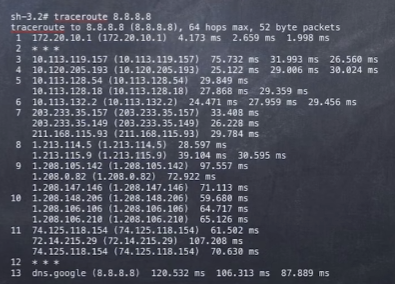 sh-3.2# traceroute 8.8.8.8
traceroute to 8.8.8.8 (8.8.8.8), 64 hops max, 52 byte packets
1 172.20.10.1 (172.20.10.1) 4.173 ms 2.659 ms 1.998 ms
2 * * *
3 10.113.119.157 (10.113.119.157) 75.732 ms 31.993 ms 26.560 ms
4 10.120.205.193 (10.120.205.193) 25.122 ms 29.006 ms 30.024 ms
5 10.113.128.54 (10.113.128.54) 29.849 ms
10.113.128.18 (10.113.128.18) 27.868 ms 29.359 ms
6 10.113.132.2 (10.113.132.2) 24.471 ms 27.959 ms 29.456 ms
7 203.233.35.157 (203.233.35.157) 33.408 ms
203.233.35.149 (203.233.35.149) 26.228 ms
211.168.15.93 (211.168.15.93) 29.784 ms
8 1.213.114.5 (1.213.114.5) 28.597 ms
1.213.115.9 (1.213.115.9) 39.104 ms 30.595 ms
9 1.208.105.142 (1.208.105.142) 97.557 ms
1.208.0.82 (1.208.0.82) 72.922 ms
1.208.147.146 (1.208.147.146) 71.113 ms
10 1.208.148.206 (1.208.148.206) 59.680 ms
1.208.106.106 (1.208.106.106) 64.717 ms
1.208.106.210 (1.208.106.210) 65.126 ms
11 74.125.118.154 (74.125.118.154) 61.502 ms
72.14.215.29 (72.14.215.29) 107.208 ms
74.125.118.154 (74.125.118.154) 70.630 ms
12 * * *
13 dns.google (8.8.8.8) 120.532 ms 106.313 ms 87.889 ms